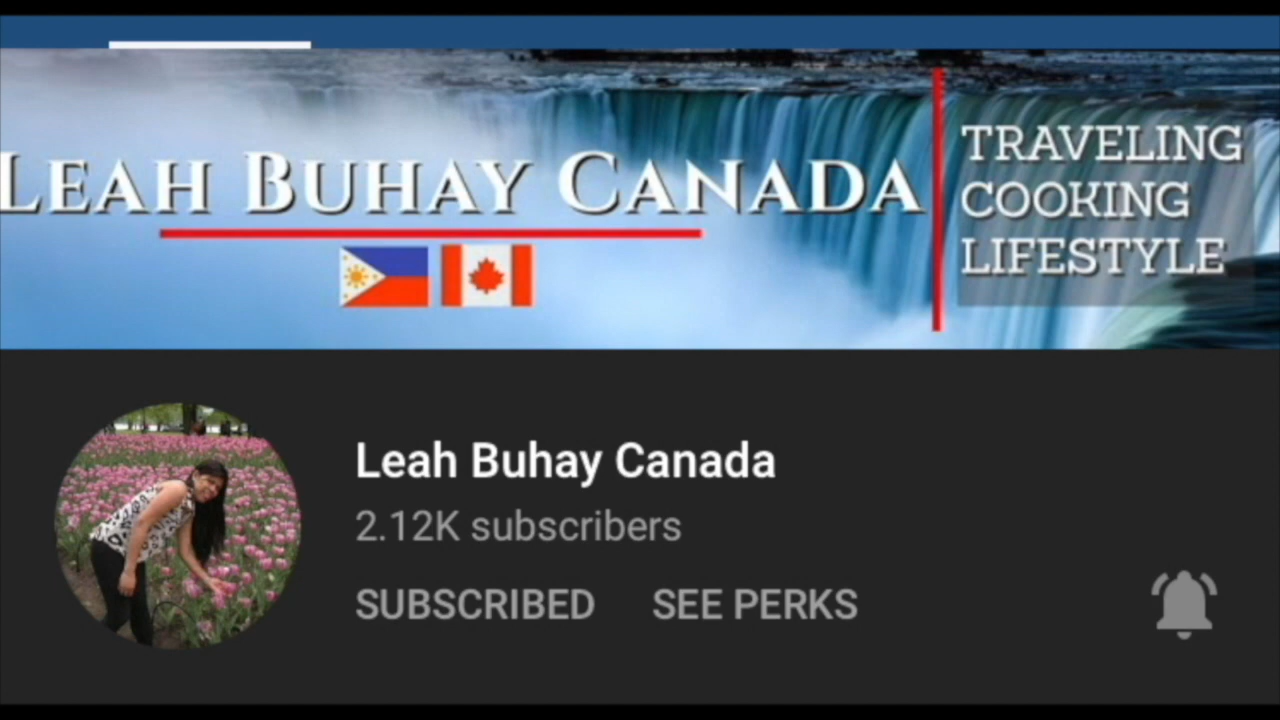 LEAH BUHAY CANADA
TRAVELING
COOKING
LIFESTYLE
Leah Buhay Canada
2.12K subscribers
SUBSCRIBED SEE PERKS